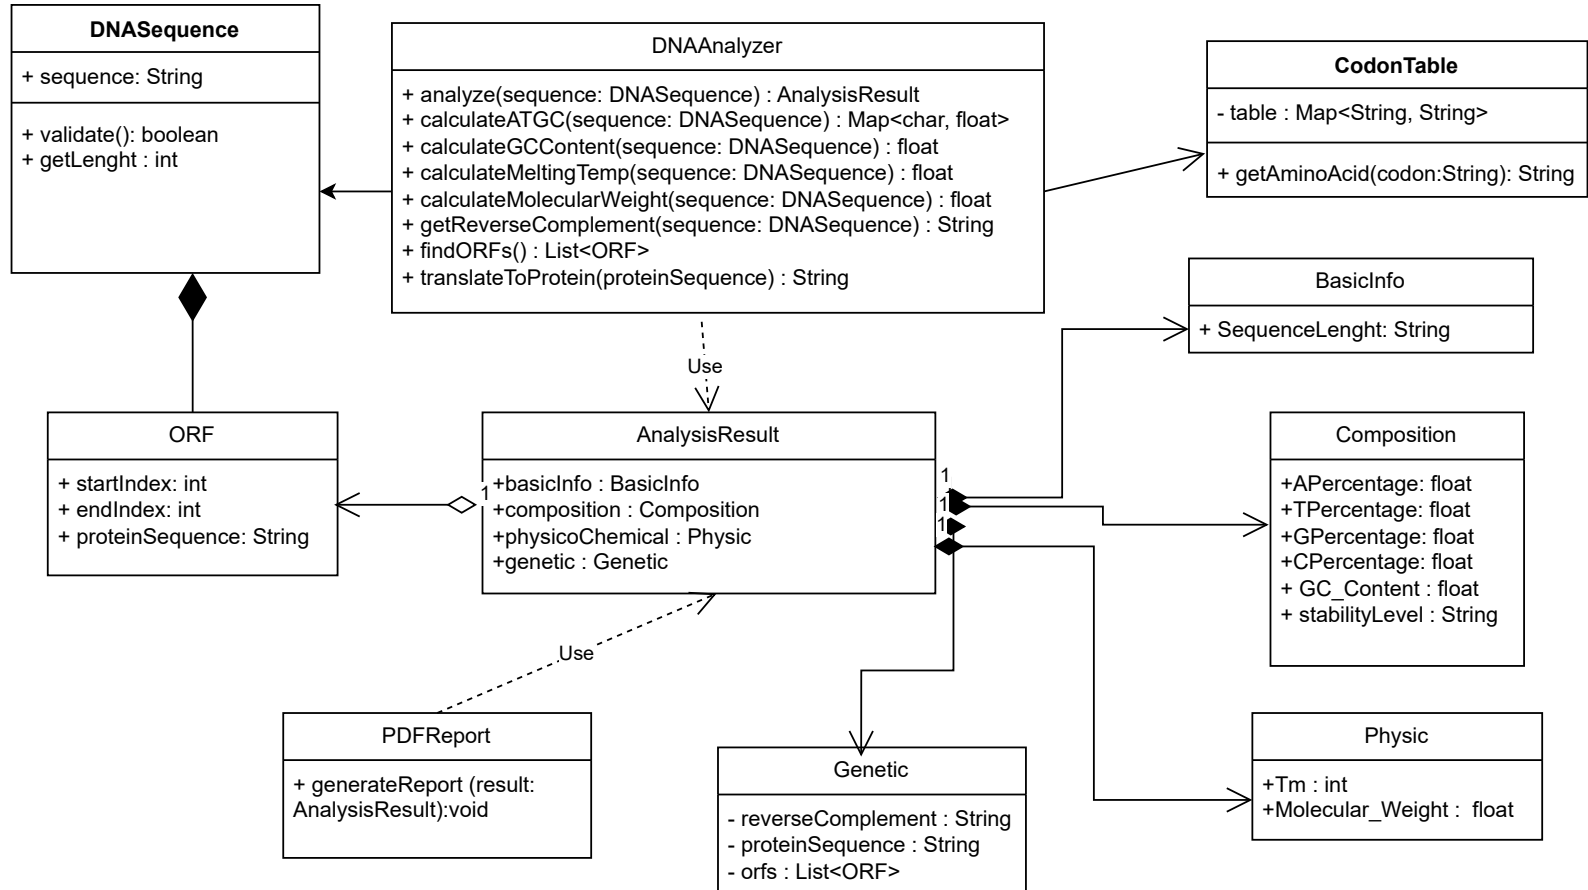 DNASequence
+ sequence: String
+ validate(): boolean
+ getLenght : int
DNAAnalyzer
+ analyze(sequence: DNASequence) : AnalysisResult
+ calculateATGC(sequence: DNASequence) : Map<char, float>
+ calculateGCContent(sequence: DNASequence) : float
+ calculateMeltingTemp(sequence: DNASequence) : float
+ calculateMolecularWeight(sequence: DNASequence) : float
+ getReverseComplement(sequence: DNASequence) : String
+ findORFs() : List<ORF>
+ translateToProtein(proteinSequence) : String
CodonTable
- table : Map<String, String>
+ getAminoAcid(codon:String): String
BasicInfo
+ SequenceLenght: String
Use
ORF
+ startIndex: int
+ endIndex: int
+ proteinSequence: String
1
AnalysisResult
+basicInfo : BasicInfo
+composition : Composition
+physicoChemical : Physic
+genetic : Genetic
1
1
1
Composition
+APercentage: float
+TPercentage: float
+GPercentage: float
+CPercentage: float
+ GC_Content : float
+ stabilityLevel : String
Use
PDFReport
+ generateReport (result:
AnalysisResult):void
Genetic
- reverseComplement : String
- proteinSequence : String
- orfs : List<ORF>
Physic
+Tm : int
+Molecular_Weight :  float